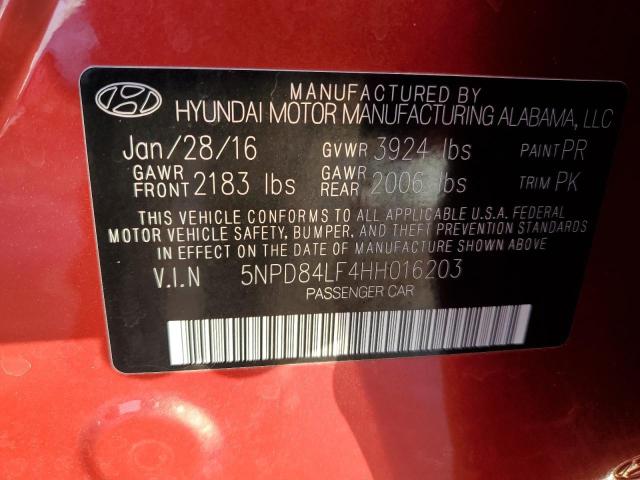 MANUFACTURED BY
HYUNDAI MOTOR MANUFACTURING ALABAMA, LLC
Jan/28/16 GVWR 3924 lbs PAINT PR
GAWR FRONT 2183 lbs GAWR REAR 2006 lbs TRIM PK
THIS VEHICLE CONFORMS TO ALL APPLICABLE U.S.A. FEDERAL
MOTOR VEHICLE SAFETY, BUMPER, AND THEFT PREVENTION STANDARDS
IN EFFECT ON THE DATE OF MANUFACTURE SHOWN ABOVE
V.I.N 5NPD84LF4HH016203
PASSENGER CAR